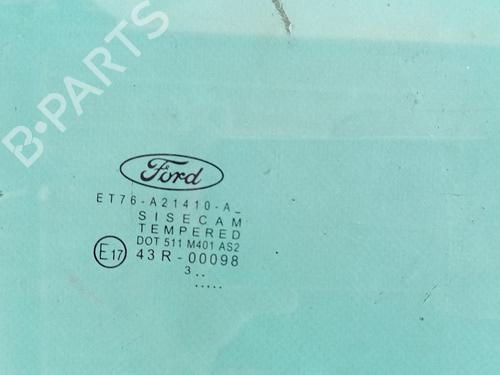 B-PARTS
Ford
ET76-A21410-A_
SISECAM
TEMPERED
DOT 511 M401 AS2
E17 43R-00098
3..
.....